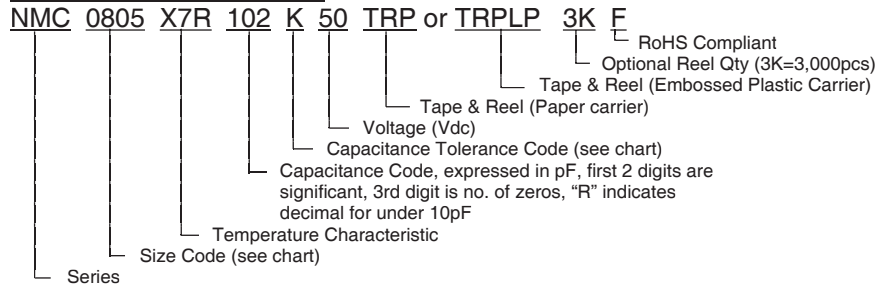 NMC 0805 X7R 102 K 50 TRP or TRPLP 3K F
RoHS Compliant
Optional Reel Qty (3K=3,000pcs)
Tape & Reel (Embossed Plastic Carrier)
Tape & Reel (Paper carrier)
Voltage (Vdc)
Capacitance Tolerance Code (see chart)
Capacitance Code, expressed in pF, first 2 digits are
significant, 3rd digit is no. of zeros, “R” indicates
decimal for under 10pF
Temperature Characteristic
Size Code (see chart)
Series